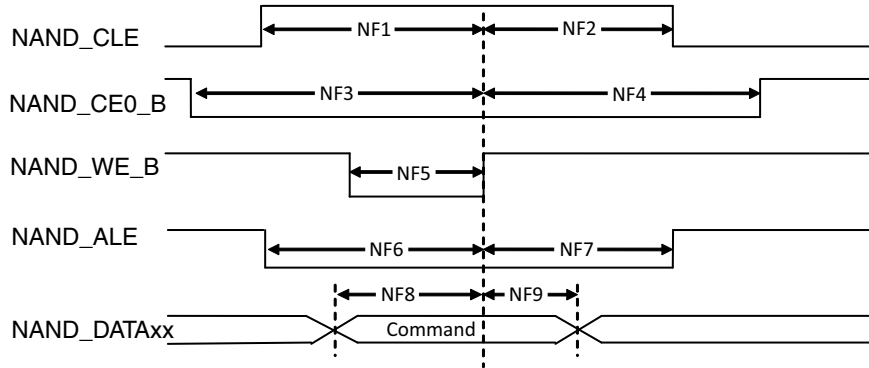 NAND_CLE
NF1
NF2
NAND_CE0_B
NF3
NF4
NAND_WE_B
NF5
NAND_ALE
NF6
NF7
NF8
NF9
NAND_DATAxx
Command